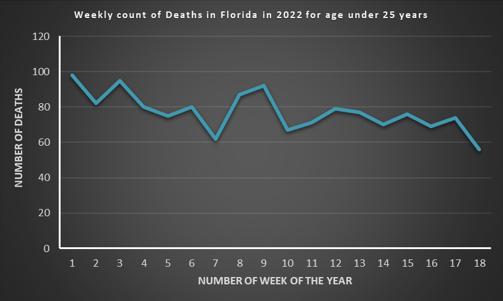 Weekly count of Deaths in Florida in 2022 for age under 25 years
120
100
80
60
40
20
0
NUMBER OF DEATHS
1 2 3 4 5 6 7 8 9 10 11 12 13 14 15 16 17 18
NUMBER OF WEEK OF THE YEAR